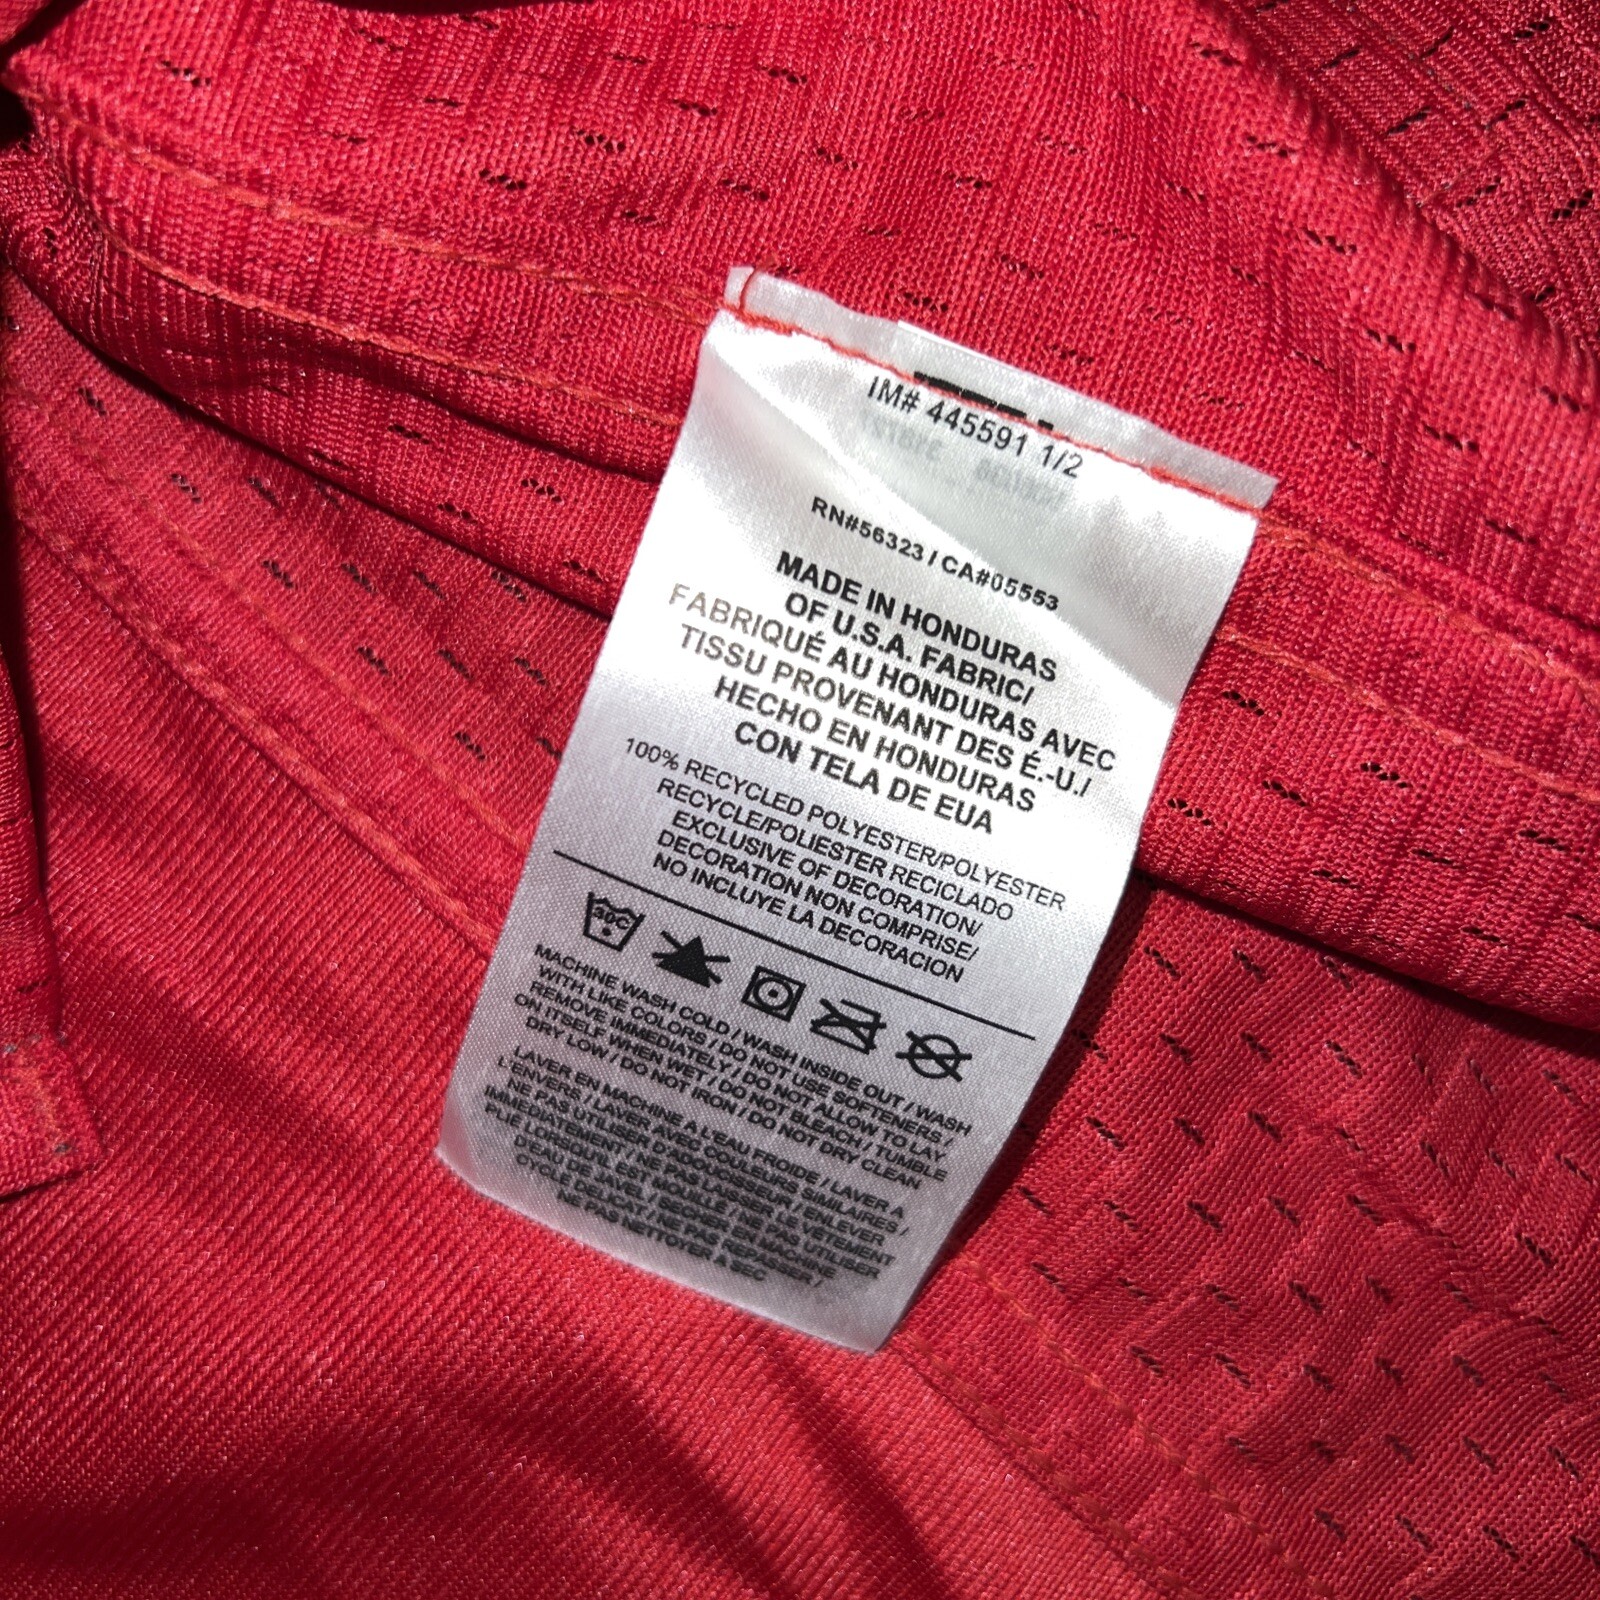 IM# 445591 1/2
RN#56323 / CA#05553
MADE IN HONDURAS
OF U.S.A. FABRIC/
FABRIQUÉ AU HONDURAS AVEC
TISSU PROVENANT DES É.-U./
HECHO EN HONDURAS
CON TELA DE EUA
100% RECYCLED POLYESTER/POLYESTER
RECYCLE/POLIESTER RECICLADO
EXCLUSIVE OF DECORATION/
DECORATION NON COMPRISE/
NO INCLUYE LA DECORACION
30C
MACHINE WASH COLD / WASH INSIDE OUT / WASH
WITH LIKE COLORS / DO NOT USE SOFTENERS /
REMOVE IMMEDIATELY / DO NOT ALLOW TO LAY
ON ITSELF WHEN WET / DO NOT BLEACH / TUMBLE
DRY LOW / DO NOT IRON / DO NOT DRY CLEAN
LAVER EN MACHINE A L'EAU FROIDE / LAVER A
L'ENVERS / LAVER AVEC COULEURS SIMILAIRES /
NE PAS UTILISER D'ADOUCISSEUR / ENLEVER
IMMEDIATEMENT / NE PAS LAISSER LE VETEMENT
PLIE LORSQU'IL EST MOUILLE / NE PAS UTILISER
D'EAU DE JAVEL / SECHER EN MACHINE
CYCLE DELICAT / NE PAS REPASSER /
NE PAS NETTOYER A SEC